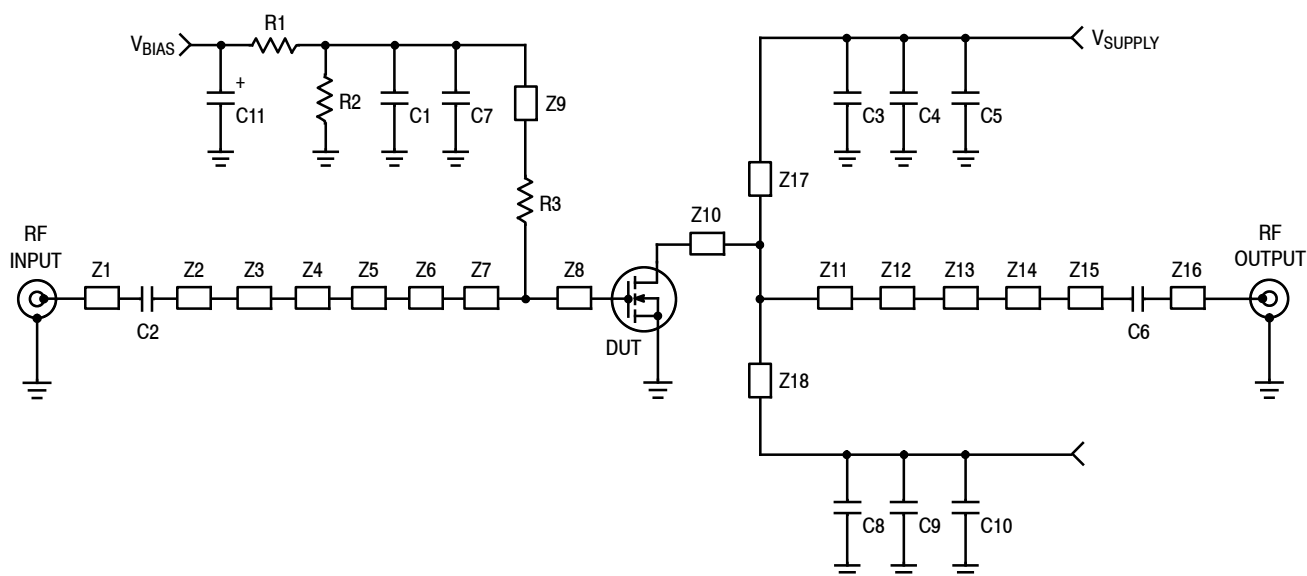 R1
VBIAS
+
C11
R2
C1
C7
Z9
R3
VSUPPLY
C3
C4
C5
Z17
Z10
RF
INPUT
Z1
C2
Z2
Z3
Z4
Z5
Z6
Z7
Z8
DUT
Z11
Z12
Z13
Z14
Z15
C6
Z16
RF
OUTPUT
Z18
C8
C9
C10